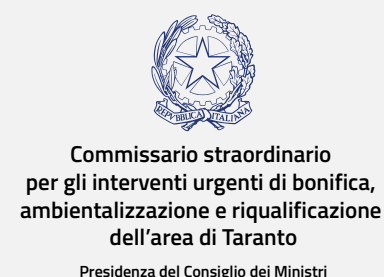 REPVBBLICA ITALIANA
Commissario straordinario
per gli interventi urgenti di bonifica,
ambientalizzazione e riqualificazione
dell'area di Taranto
Presidenza del Consiglio dei Ministri